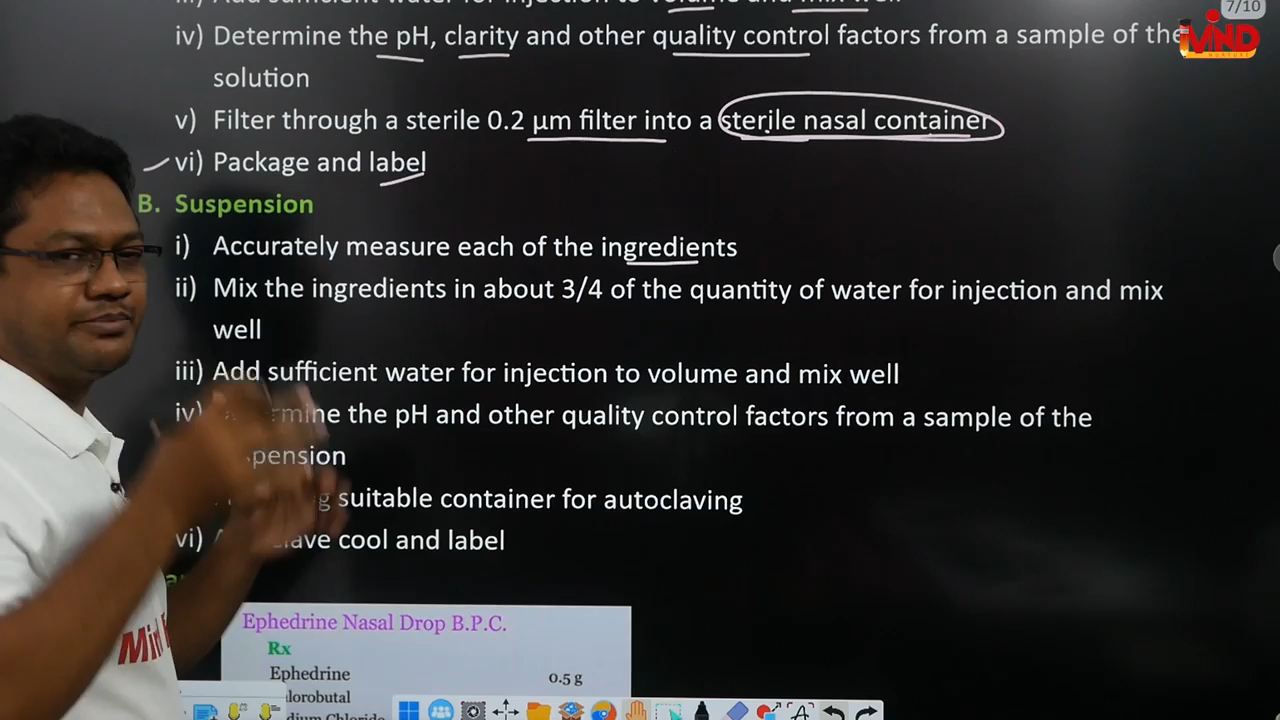 7/10
MIND
iv) Determine the pH, clarity and other quality control factors from a sample of the
solution
v) Filter through a sterile 0.2 µm filter into a sterile nasal container
vi) Package and label
B. Suspension
i) Accurately measure each of the ingredients
ii) Mix the ingredients in about 3/4 of the quantity of water for injection and mix
well
iii) Add sufficient water for injection to volume and mix well
iv) the pH and other quality control factors from a sample of the
suitable container for autoclaving
vi) cool and label
Ephedrine Nasal Drop B.P.C.
Rx
Ephedrine 0.5 g